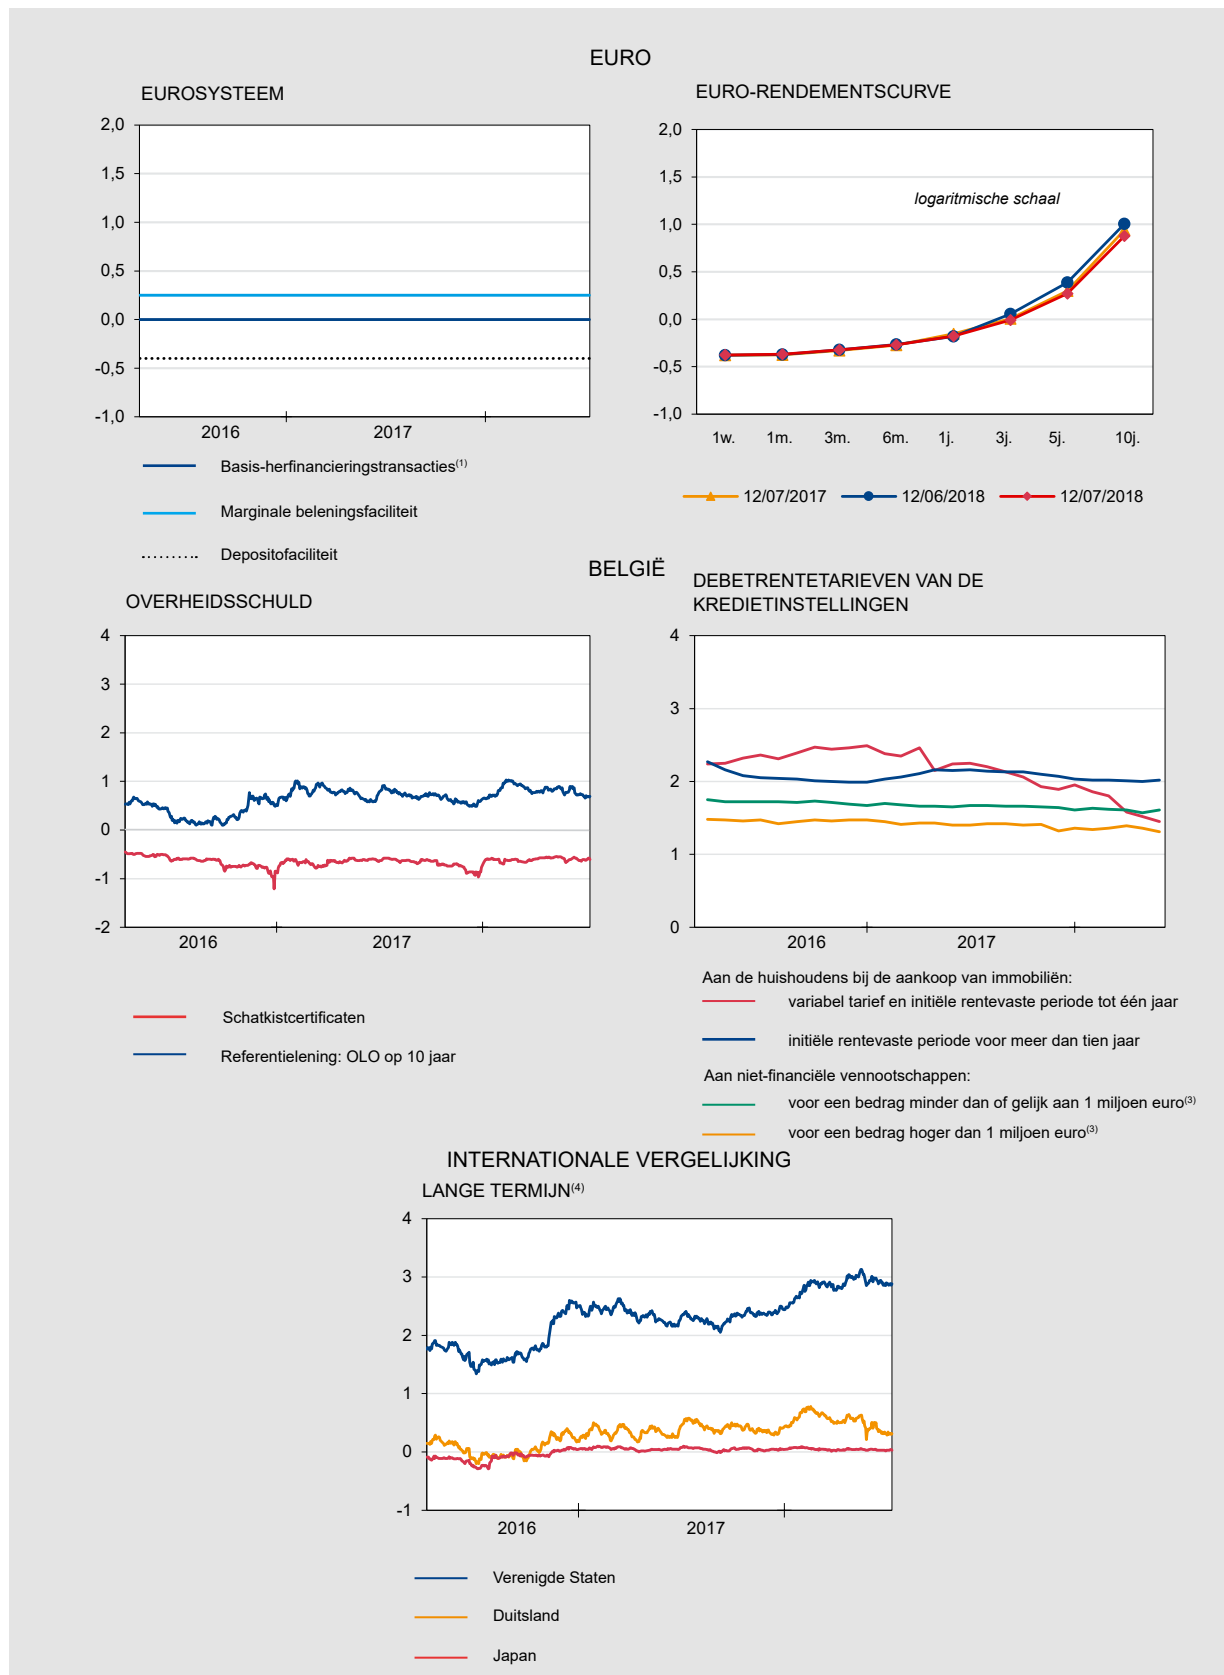 EURO
EUROSYSTEEM
2,0
1,5
1,0
0,5
0,0
-0,5
-1,0
2016 2017
Basis-herfinancieringstransacties(1)
Marginale beleningsfaciliteit
Depositofaciliteit
EURO-RENDEMENTSCURVE
2,0
1,5
1,0
0,5
0,0
-0,5
-1,0
logaritmische schaal
1w. 1m. 3m. 6m. 1j. 3j. 5j. 10j.
12/07/2017 12/06/2018 12/07/2018
BELGIË
OVERHEIDSSCHULD
4
3
2
1
0
-1
-2
2016 2017
Schatkistcertificaten
Referentielening: OLO op 10 jaar
DEBETRENTETARIEVEN VAN DE
KREDIETINSTELLINGEN
4
3
2
1
0
2016 2017
Aan de huishoudens bij de aankoop van immobiliën:
variabel tarief en initiële rentevaste periode tot één jaar
initiële rentevaste periode voor meer dan tien jaar
Aan niet-financiële vennootschappen:
voor een bedrag minder dan of gelijk aan 1 miljoen euro(3)
voor een bedrag hoger dan 1 miljoen euro(3)
INTERNATIONALE VERGELIJKING
LANGE TERMIJN(4)
4
3
2
1
0
-1
2016 2017
Verenigde Staten
Duitsland
Japan